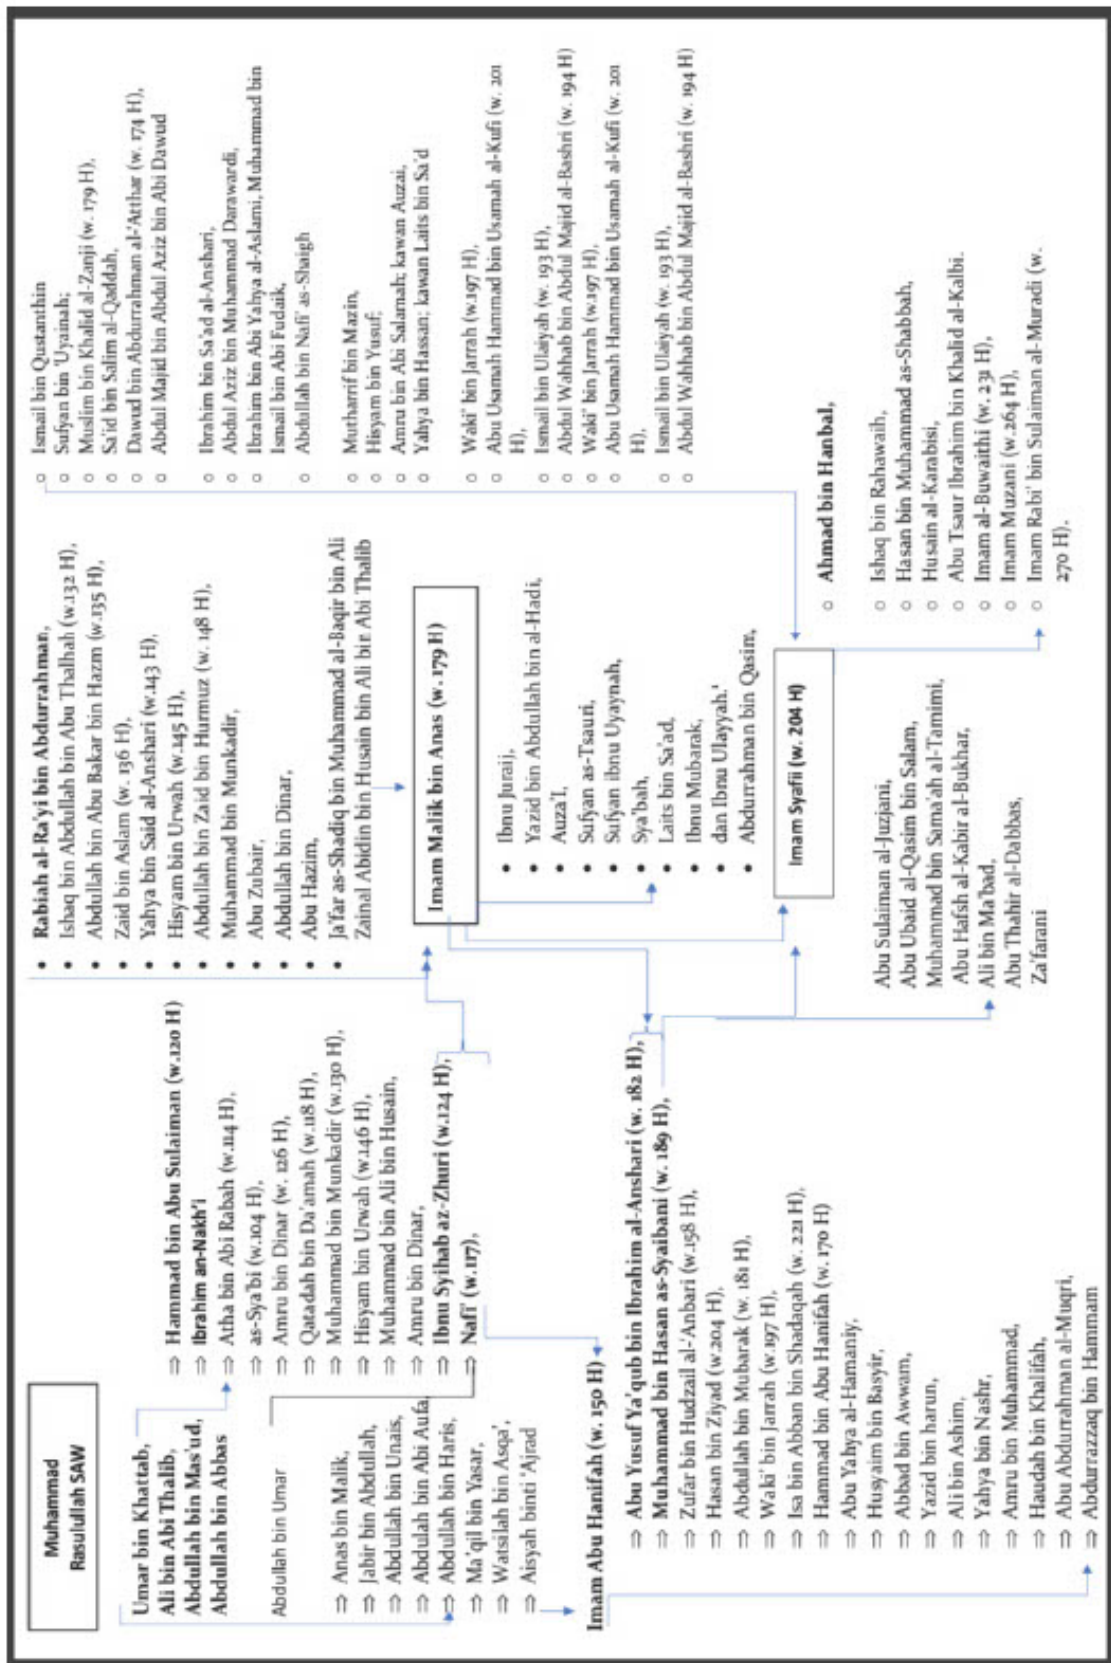 Muhammad
Rasulullah SAW
Umar bin Khattab,
Ali bin Abi Thalib,
Abdullah bin Mas'ud,
Abdullah bin Abbas
Abdullah bin Umar
⇒ Anas bin Malik,
⇒ Jabir bin Abdullah,
⇒ Abdullah bin Unais,
⇒ Abdulah bin Abi Aufa,
⇒ Abdullah bin Haris,
⇒ Ma'qil bin Yasar,
⇒ Watsilah bin Asqa',
⇒ Aisyah binti 'Ajrad
⇒ Hammad bin Abu Sulaiman (w.120 H)
⇒ Ibrahim an-Nakh'i
⇒ Atha bin Abi Rabah (w.114 H),
⇒ as-Sya'bi (w.104 H),
⇒ Amru bin Dinar (w. 126 H),
⇒ Qatadah bin Da'amah (w.118 H),
⇒ Muhammad bin Munkadir (w.130 H),
⇒ Hisyam bin Urwah (w.146 H),
⇒ Muhammad bin Ali bin Husain,
⇒ Amru bin Dinar,
⇒ Ibnu Syihab az-Zhuri (w.124 H),
⇒ Nafi' (w.117),
Imam Abu Hanifah (w. 150 H)
⇒ Abu Yusuf Ya'qub bin Ibrahim al-Anshari (w. 182 H),
⇒ Muhammad bin Hasan as-Syaibani (w. 189 H),
⇒ Zufar bin Hudzail al-'Anbari (w.158 H),
⇒ Hasan bin Ziyad (w.204 H),
⇒ Abdullah bin Mubarak (w. 181 H),
⇒ Waki' bin Jarrah (w.197 H),
⇒ Isa bin Abban bin Shadaqah (w. 221 H)
⇒ Hammad bin Abu Hanifah (w. 170 H)
⇒ Abu Yahya al-Hamaniy,
⇒ Husyaim bin Basyir,
⇒ Abbad bin Awwam,
⇒ Yazid bin harun,
⇒ Ali bin Ashim,
⇒ Yahya bin Nashr,
⇒ Amru bin Muhammad,
⇒ Haudah bin Khalifah,
⇒ Abu Abdurrahman al-Muqri,
⇒ Abdurrazzaq bin Hammam
• Rabiah al-Ra'yi bin Abdurrahman,
• Ishaq bin Abdullah bin Abu Thalhah (w.132 H),
• Abdullah bin Abu Bakar bin Hazm (w.135 H),
• Zaid bin Aslam (w. 136 H),
• Yahya bin Said al-Anshari (w.143 H),
• Hisyam bin Urwah (w.145 H),
• Abdullah bin Zaid bin Hurmuz (w. 148 H),
• Muhammad bin Munkadir,
• Abu Zubair,
• Abdullah bin Dinar,
• Abu Hazim,
• Ja'far as-Shadiq bin Muhammad al-Baqir bin Ali
Zainal Abidin bin Husain bin Ali bin Abi Thalib
Imam Malik bin Anas (w. 179 H)
• Ibnu Juraij,
• Yazid bin Abdullah bin al-Hadi,
• Auza'I,
• Sufyan as-Tsauri,
• Sufyan ibnu Uyaynah,
• Sya'bah,
• Laits bin Sa'ad,
• Ibnu Mubarak,
• dan Ibnu Ulayyah.¹
• Abdurrahman bin Qasim,
Imam Syafii (w. 204 H)
Abu Sulaiman al-Juzjani,
Abu Ubaid al-Qasim bin Salam,
Muhammad bin Sama'ah al-Tamimi,
Abu Hafsh al-Kabir al-Bukhar,
Ali bin Ma'bad,
Abu Thahir al-Dabbas,
Za'farani
○ Ismail bin Qustanthin
○ Sufyan bin 'Uyainah;
○ Muslim bin Khalid al-Zanji (w. 179 H),
○ Sa'id bin Salim al-Qaddah,
○ Dawud bin Abdurrahman al-'Atthar (w. 174 H),
○ Abdul Majid bin Abdul Aziz bin Abi Dawud
○ Ibrahim bin Sa'ad al-Anshari,
○ Abdul Aziz bin Muhammad Darawardi,
○ Ibrahim bin Abi Yahya al-Aslami, Muhammad bin
Ismail bin Abi Fudaik,
○ Abdullah bin Nafi' as-Shaigh
○ Mutharrif bin Mazin,
○ Hisyam bin Yusuf;
○ Amru bin Abi Salamah; kawan Auzai,
○ Yahya bin Hassan; kawan Laits bin Sa'd
○ Waki' bin Jarrah (w.197 H),
○ Abu Usamah Hammad bin Usamah al-Kufi (w. 201
H),
○ Ismail bin Ulaiyah (w. 193 H),
○ Abdul Wahhab bin Abdul Majid al-Bashri (w. 194 H)
○ Waki' bin Jarrah (w.197 H),
○ Abu Usamah Hammad bin Usamah al-Kufi (w. 201
H),
○ Ismail bin Ulaiyah (w. 193 H),
○ Abdul Wahhab bin Abdul Majid al-Bashri (w. 194 H)
○ Ahmad bin Hanbal,
○ Ishaq bin Rahawaih,
○ Hasan bin Muhammad as-Shabbah,
○ Husain al-Karabisi,
○ Abu Tsaur Ibrahim bin Khalid al-Kalbi.
○ Imam al-Buwaithi (w. 231 H),
○ Imam Muzani (w.264 H),
○ Imam Rabi' bin Sulaiman al-Muradi (w.
270 H).